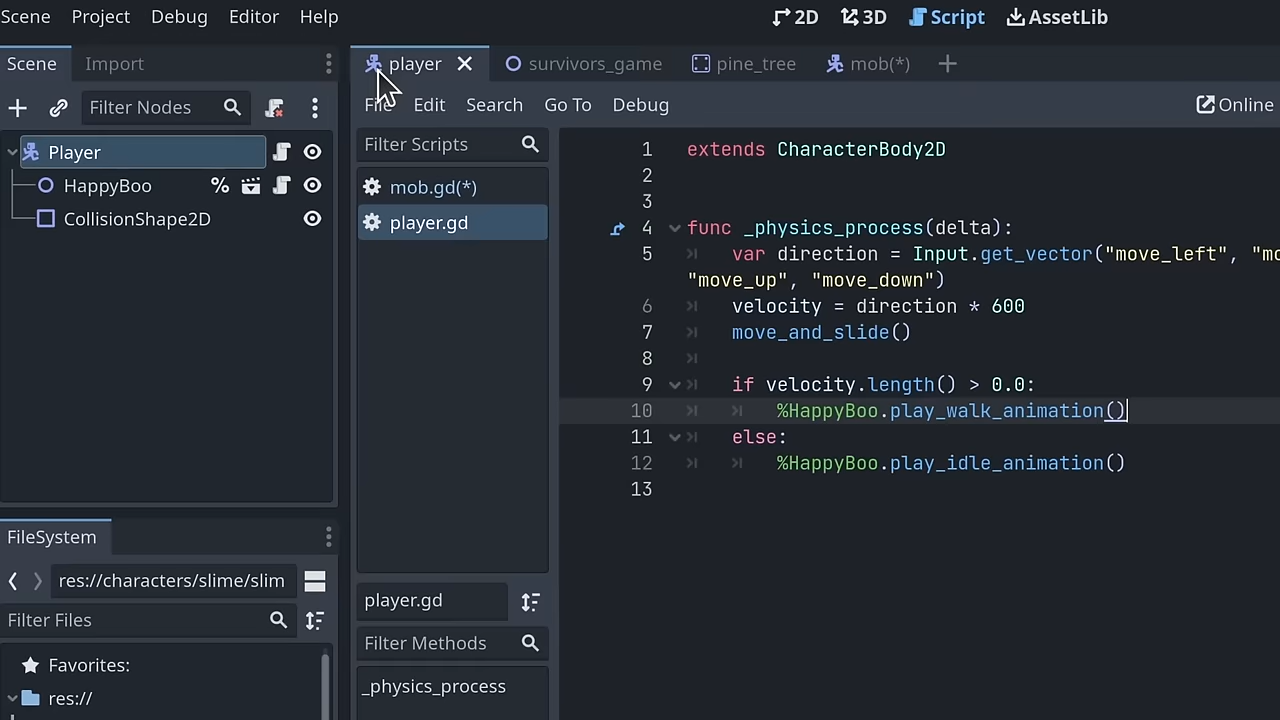 Scene Project Debug Editor Help
2D 3D Script AssetLib
Scene Import
player survivors_game pine_tree mob(*)
Filter Nodes
File Edit Search Go To Debug
Online
Player
HappyBoo %
CollisionShape2D
Filter Scripts
mob.gd(*)
player.gd
1 extends CharacterBody2D
2
3
4 func _physics_process(delta):
5 var direction = Input.get_vector("move_left", "mo
"move_up", "move_down")
6 velocity = direction * 600
7 move_and_slide()
8
9 if velocity.length() > 0.0:
10 %HappyBoo.play_walk_animation()
11 else:
12 %HappyBoo.play_idle_animation()
13
FileSystem
res://characters/slime/slim
Filter Files
Favorites:
res://
player.gd
Filter Methods
_physics_process